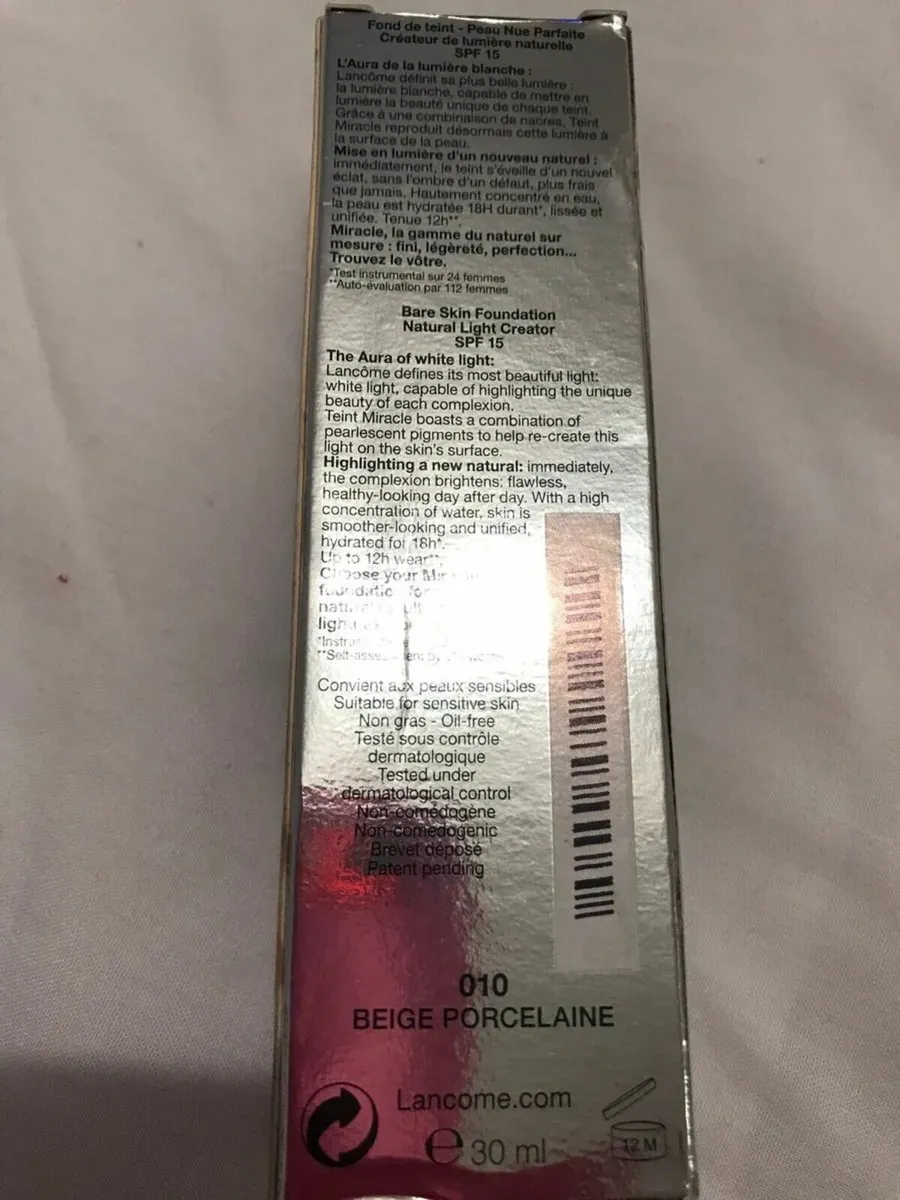 Fond de teint - Peau Nue Parfaite
Créateur de lumière naturelle
SPF 15
L'Aura de la lumière blanche :
Lancôme définit sa plus belle lumière :
la lumière blanche, capable de mettre en
lumière la beauté unique de chaque teint.
Grâce à une combinaison de nacres, Teint
Miracle reproduit désormais cette lumière à
la surface de la peau.
Mise en lumière d'un nouveau naturel :
immédiatement, le teint s'éveille d'un nouvel
éclat, sans l'ombre d'un défaut, plus frais
que jamais. Hautement concentré en eau,
la peau est hydratée 18H durant*, lissée et
unifiée. Tenue 12h**.
Miracle, la gamme du naturel sur
mesure : fini, légèreté, perfection...
Trouvez le vôtre.
*Test instrumental sur 24 femmes
**Auto-évaluation par 112 femmes
Bare Skin Foundation
Natural Light Creator
SPF 15
The Aura of white light:
Lancôme defines its most beautiful light:
white light, capable of highlighting the unique
beauty of each complexion.
Teint Miracle boasts a combination of
pearlescent pigments to help re-create this
light on the skin's surface.
Highlighting a new natural: immediately,
the complexion brightens: flawless,
healthy-looking day after day. With a high
concentration of water, skin is
smoother-looking and unified,
hydrated for 18h*.
Up to 12h wear**.
Choose your
Convient aux peaux sensibles
Suitable for sensitive skin
Non gras - Oil-free
Testé sous contrôle
dermatologique
Tested under
dermatological control
Non-comédogène
Non-comedogenic
Brevet déposé
Patent pending
010
BEIGE PORCELAINE
Lancome.com
e 30 ml
12 M